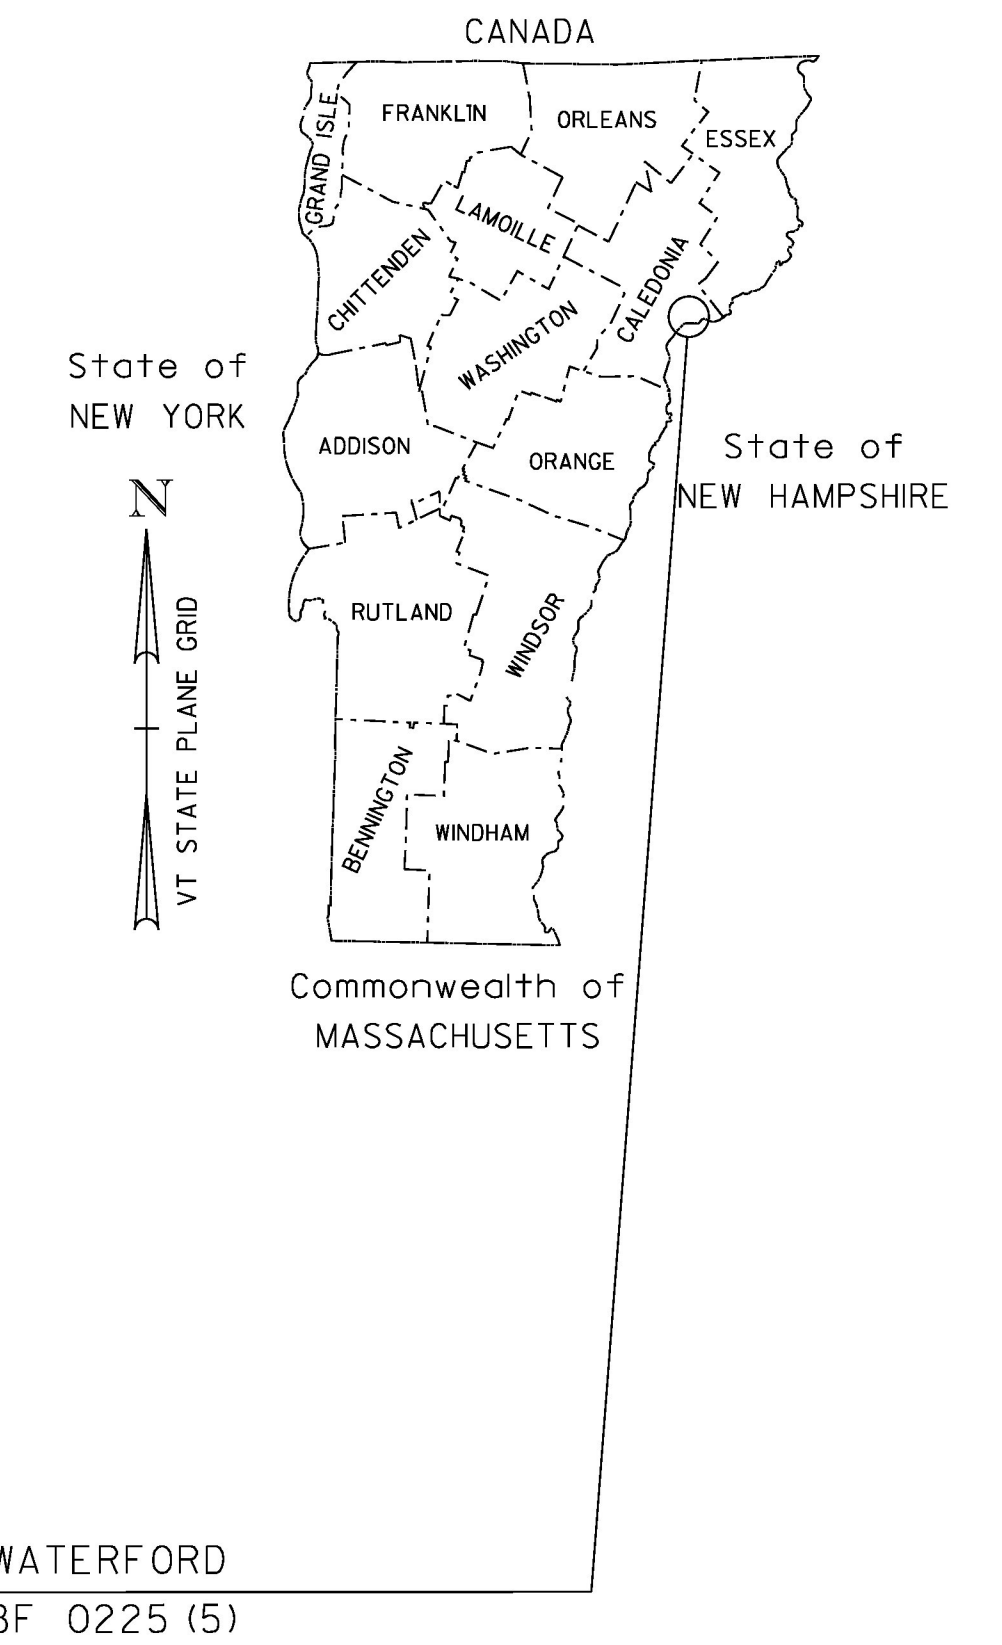 CANADA
GRAND ISLE
FRANKLIN
ORLEANS
ESSEX
LAMOILLE
CHITTENDEN
CALEDONIA
WASHINGTON
State of
NEW YORK
ADDISON
ORANGE
State of
NEW HAMPSHIRE
N
VT STATE PLANE GRID
RUTLAND
WINDSOR
BENNINGTON
WINDHAM
Commonwealth of
MASSACHUSETTS
WATERFORD
BF 0225 (5)